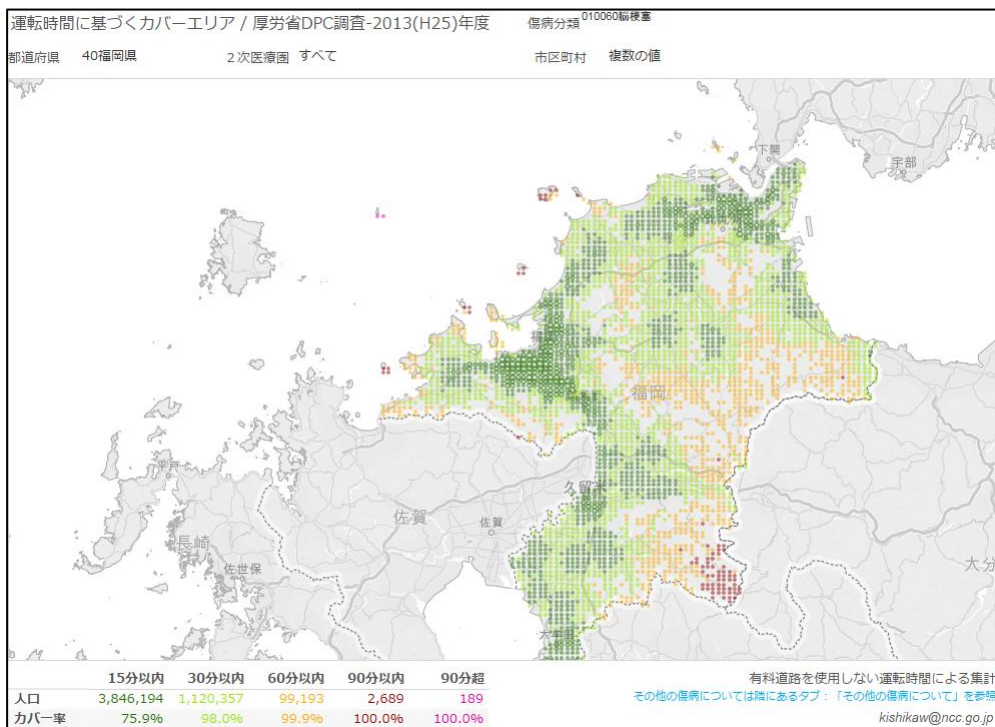 運転時間に基づくカバーエリア / 厚労省DPC調査-2013(H25)年度
傷病分類 010060脳梗塞
都道府県 40福岡県 2次医療圏 すべて 市区町村 複数の値
下関
宇部
福岡
久留米
佐賀
佐賀
平戸
長崎
佐世保
大分
大牟田
15分以内 30分以内 60分以内 90分以内 90分超
人口 3,846,194 1,120,357 99,193 2,689 189
カバー率 75.9% 98.0% 99.9% 100.0% 100.0%
有料道路を使用しない運転時間による集計
その他の傷病については隣にあるタブ：「その他の傷病について」を参照
kishikaw@ncc.go.jp